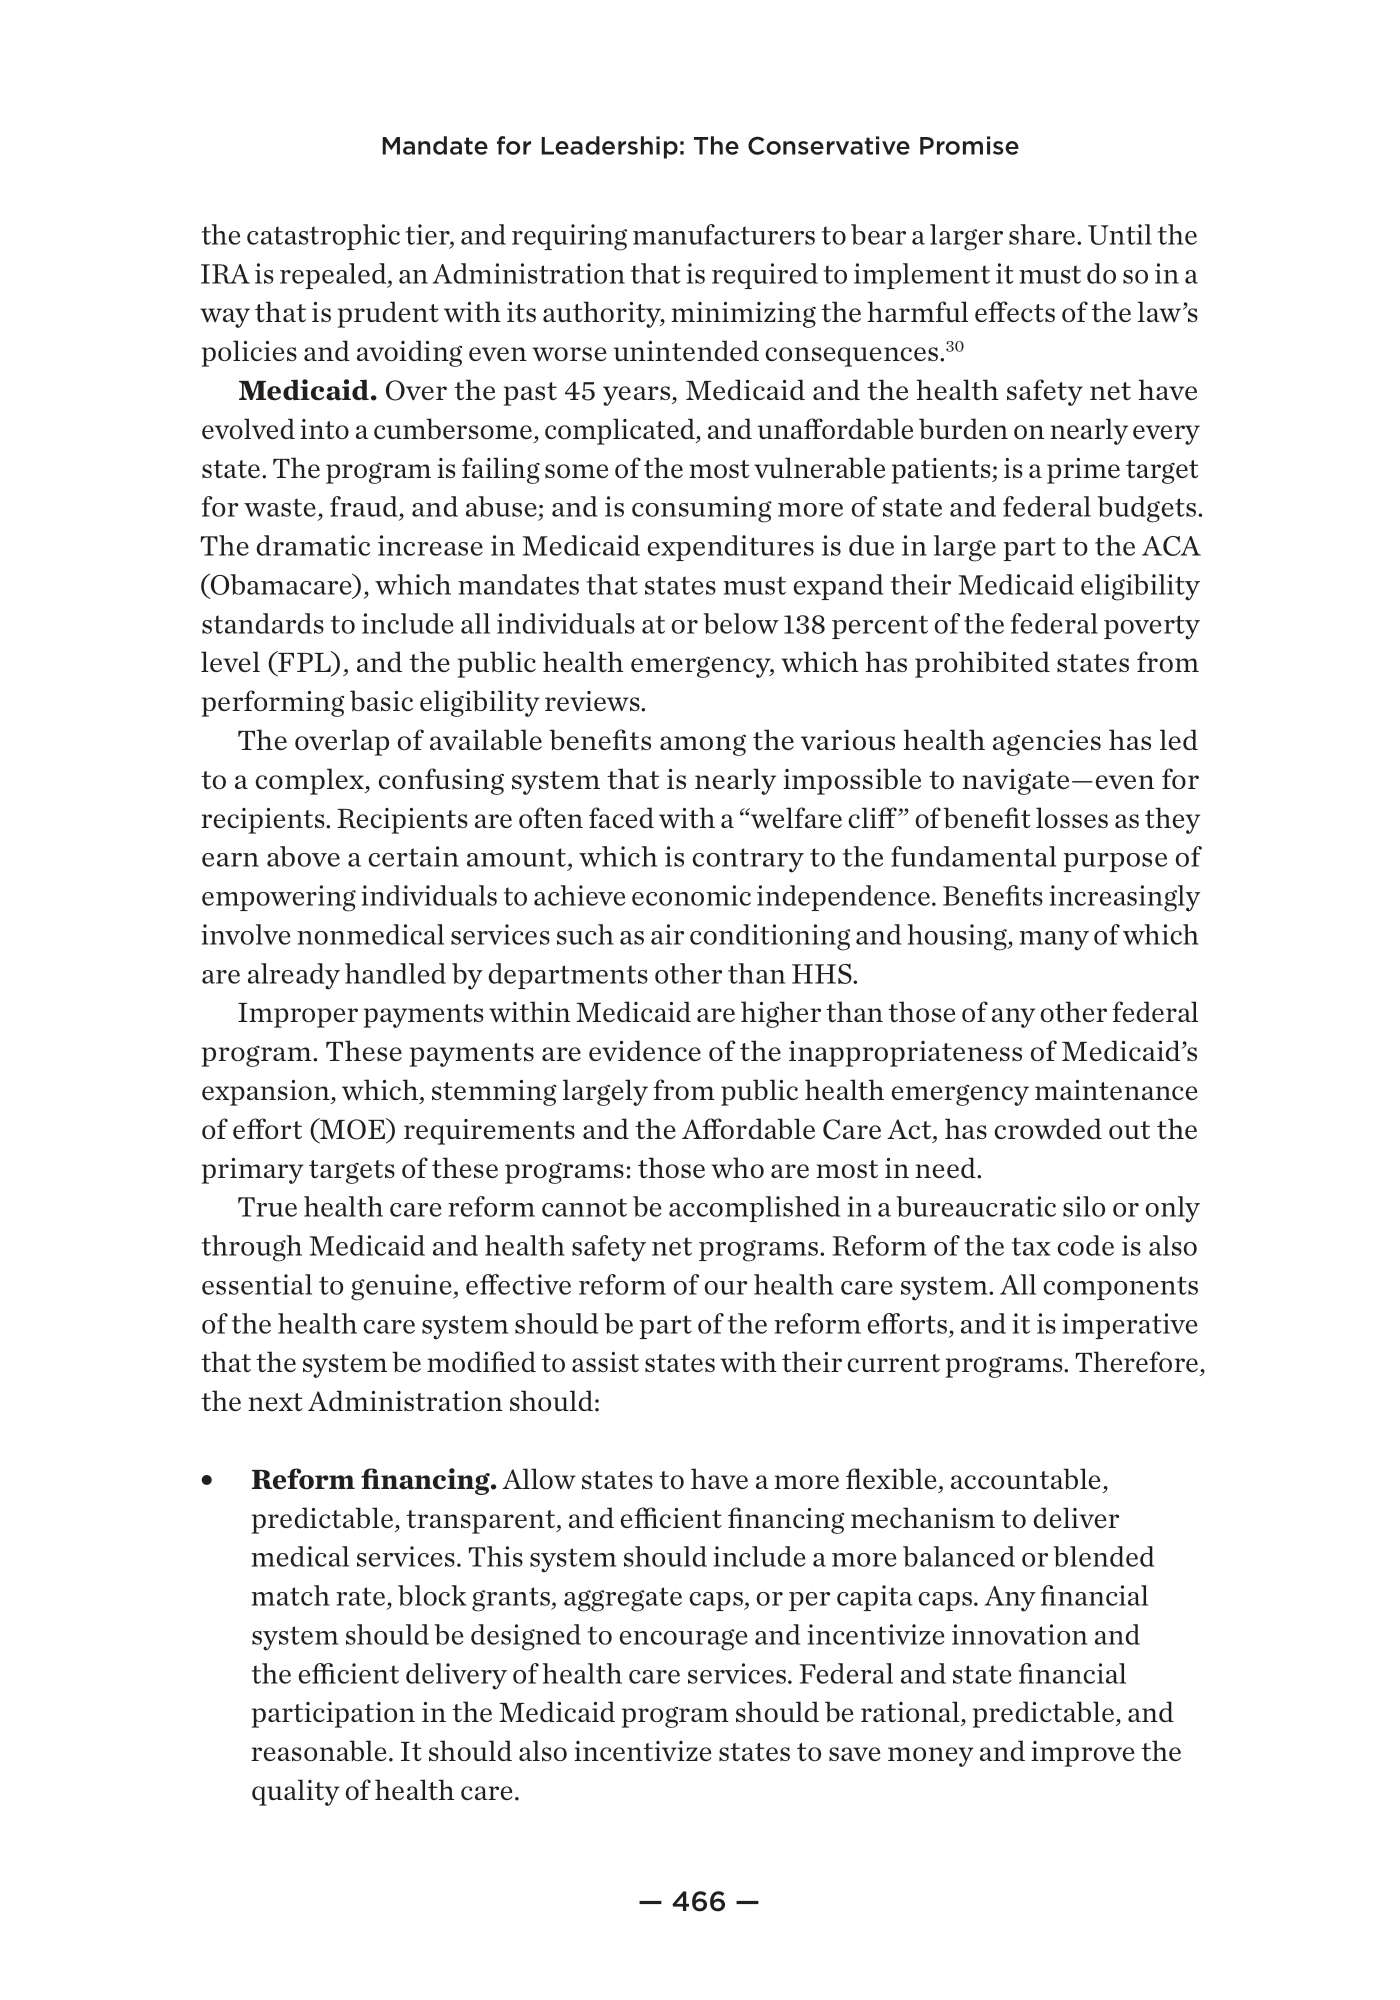 Mandate for Leadership: The Conservative Promise
the catastrophic tier, and requiring manufacturers to bear a larger share. Until the
IRA is repealed, an Administration that is required to implement it must do so in a
way that is prudent with its authority, minimizing the harmful effects of the law’s
policies and avoiding even worse unintended consequences.30
Medicaid. Over the past 45 years, Medicaid and the health safety net have
evolved into a cumbersome, complicated, and unaffordable burden on nearly every
state. The program is failing some of the most vulnerable patients; is a prime target
for waste, fraud, and abuse; and is consuming more of state and federal budgets.
The dramatic increase in Medicaid expenditures is due in large part to the ACA
(Obamacare), which mandates that states must expand their Medicaid eligibility
standards to include all individuals at or below 138 percent of the federal poverty
level (FPL), and the public health emergency, which has prohibited states from
performing basic eligibility reviews.
The overlap of available benefits among the various health agencies has led
to a complex, confusing system that is nearly impossible to navigate—even for
recipients. Recipients are often faced with a “welfare cliff” of benefit losses as they
earn above a certain amount, which is contrary to the fundamental purpose of
empowering individuals to achieve economic independence. Benefits increasingly
involve nonmedical services such as air conditioning and housing, many of which
are already handled by departments other than HHS.
Improper payments within Medicaid are higher than those of any other federal
program. These payments are evidence of the inappropriateness of Medicaid’s
expansion, which, stemming largely from public health emergency maintenance
of effort (MOE) requirements and the Affordable Care Act, has crowded out the
primary targets of these programs: those who are most in need.
True health care reform cannot be accomplished in a bureaucratic silo or only
through Medicaid and health safety net programs. Reform of the tax code is also
essential to genuine, effective reform of our health care system. All components
of the health care system should be part of the reform efforts, and it is imperative
that the system be modified to assist states with their current programs. Therefore,
the next Administration should:
• Reform financing. Allow states to have a more flexible, accountable,
predictable, transparent, and efficient financing mechanism to deliver
medical services. This system should include a more balanced or blended
match rate, block grants, aggregate caps, or per capita caps. Any financial
system should be designed to encourage and incentivize innovation and
the efficient delivery of health care services. Federal and state financial
participation in the Medicaid program should be rational, predictable, and
reasonable. It should also incentivize states to save money and improve the
quality of health care.
— 466 —